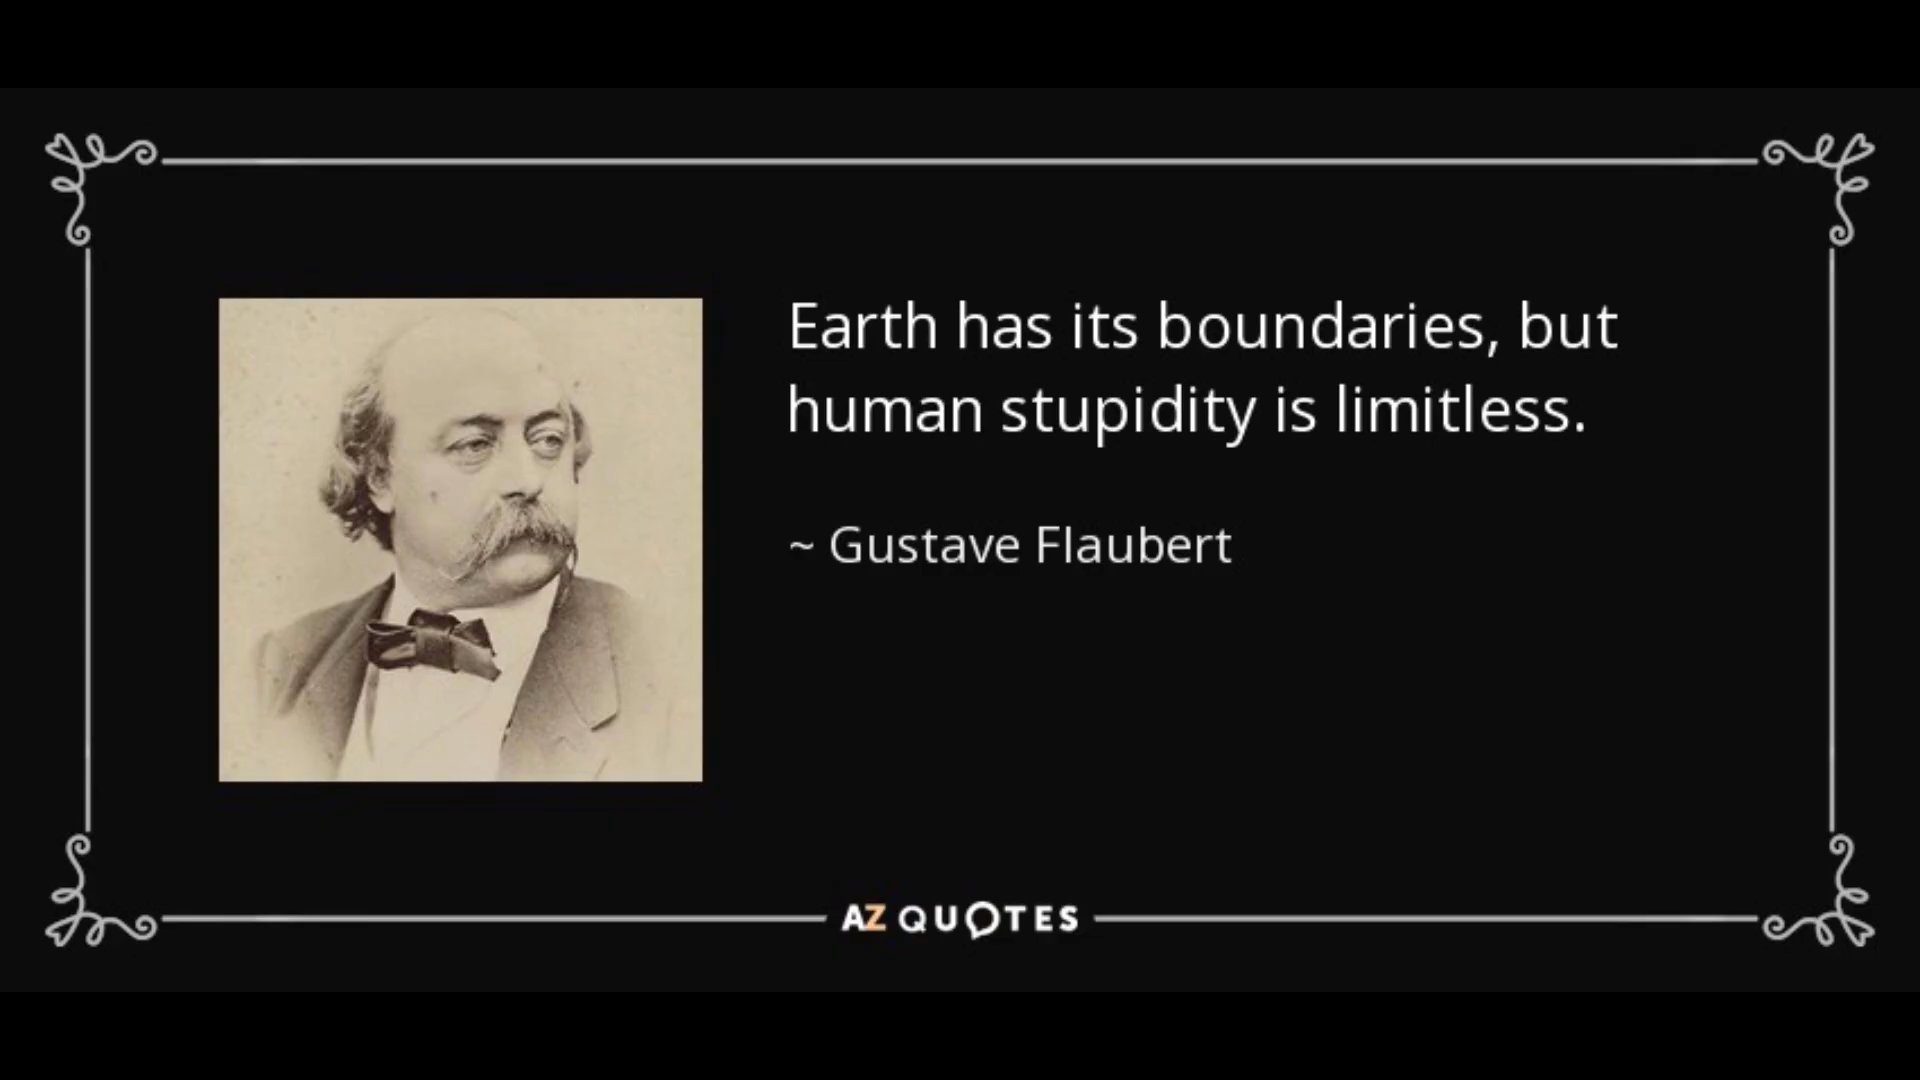 Earth has its boundaries, but
human stupidity is limitless.
~ Gustave Flaubert
AZ QUOTES